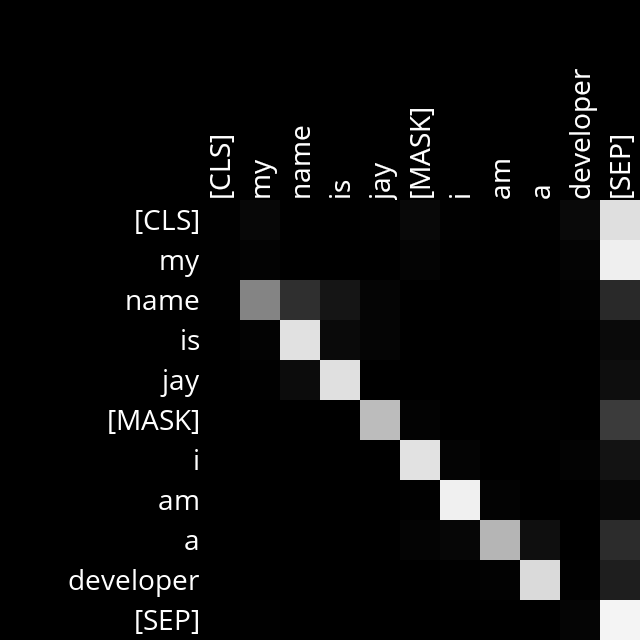 [CLS]
my
name
is
jay
[MASK]
i
am
a
developer
[SEP]
[CLS]
my
name
is
jay
[MASK]
i
am
a
developer
[SEP]